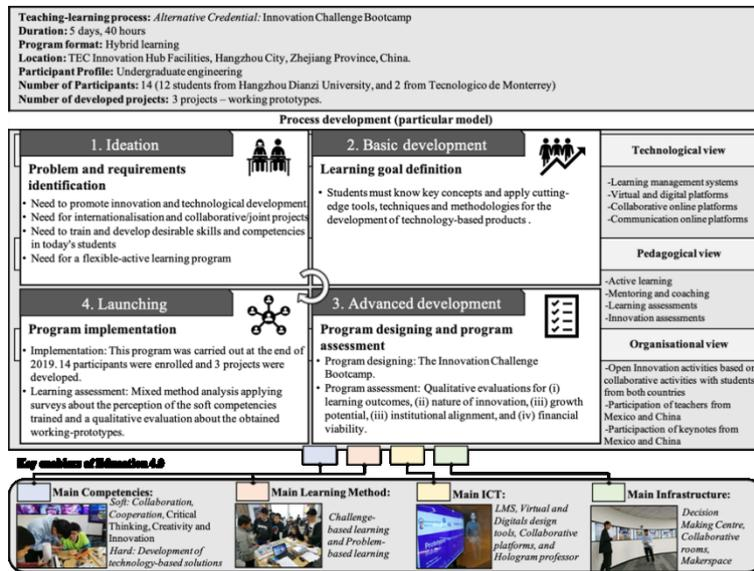 Teaching-learning process: Alternative Credential: Innovation Challenge Bootcamp
Duration: 5 days, 40 hours
Program format: Hybrid learning
Location: TEC Innovation Hub Facilities, Hangzhou City, Zhejiang Province, China.
Participant Profile: Undergraduate engineering
Number of Participants: 14 (12 students from Hangzhou Dianzi University, and 2 from Tecnologico de Monterrey)
Number of developed projects: 3 projects – working prototypes.
Process development (particular model)
1. Ideation
Problem and requirements
identification
• Need to promote innovation and technological development
• Need for internationalisation and collaborative/joint projects
• Need to train and develop desirable skills and competencies
in today's students
• Need for a flexible-active learning program
2. Basic development
Learning goal definition
• Students must know key concepts and apply cutting-
edge tools, techniques and methodologies for the
development of technology-based products .
4. Launching
Program implementation
• Implementation: This program was carried out at the end of
2019. 14 participants were enrolled and 3 projects were
developed.
• Learning assessment: Mixed method analysis applying
surveys about the perception of the soft competencies
trained and a qualitative evaluation about the obtained
working-prototypes.
3. Advanced development
Program designing and program
assessment
• Program designing: The Innovation Challenge
Bootcamp.
• Program assessment: Qualitative evaluations for (i)
learning outcomes, (ii) nature of innovation, (iii) growth
potential, (iii) institutional alignment, and (iv) financial
viability.
Technological view
-Learning management systems
-Virtual and digital platforms
-Collaborative online platforms
-Communication online platforms
Pedagogical view
-Active learning
-Mentoring and coaching
-Learning assessments
-Innovation assessments
Organisational view
-Open Innovation activities based on
collaborative activities with students
from both countries
-Participation of teachers from
Mexico and China
-Participaction of keynotes from
Mexico and China
Key enablers of Education 4.0
Main Competencies:
Soft: Collaboration,
Cooperation, Critical
Thinking, Creativity and
Innovation
Hard: Development of
technology-based solutions
Main Learning Method:
Challenge-
based learning
and Problem-
based learning
Main ICT:
LMS, Virtual and
Digitals design
tools, Collaborative
platforms, and
Hologram professor
Main Infrastructure:
Decision
Making Centre,
Collaborative
rooms,
Makerspace